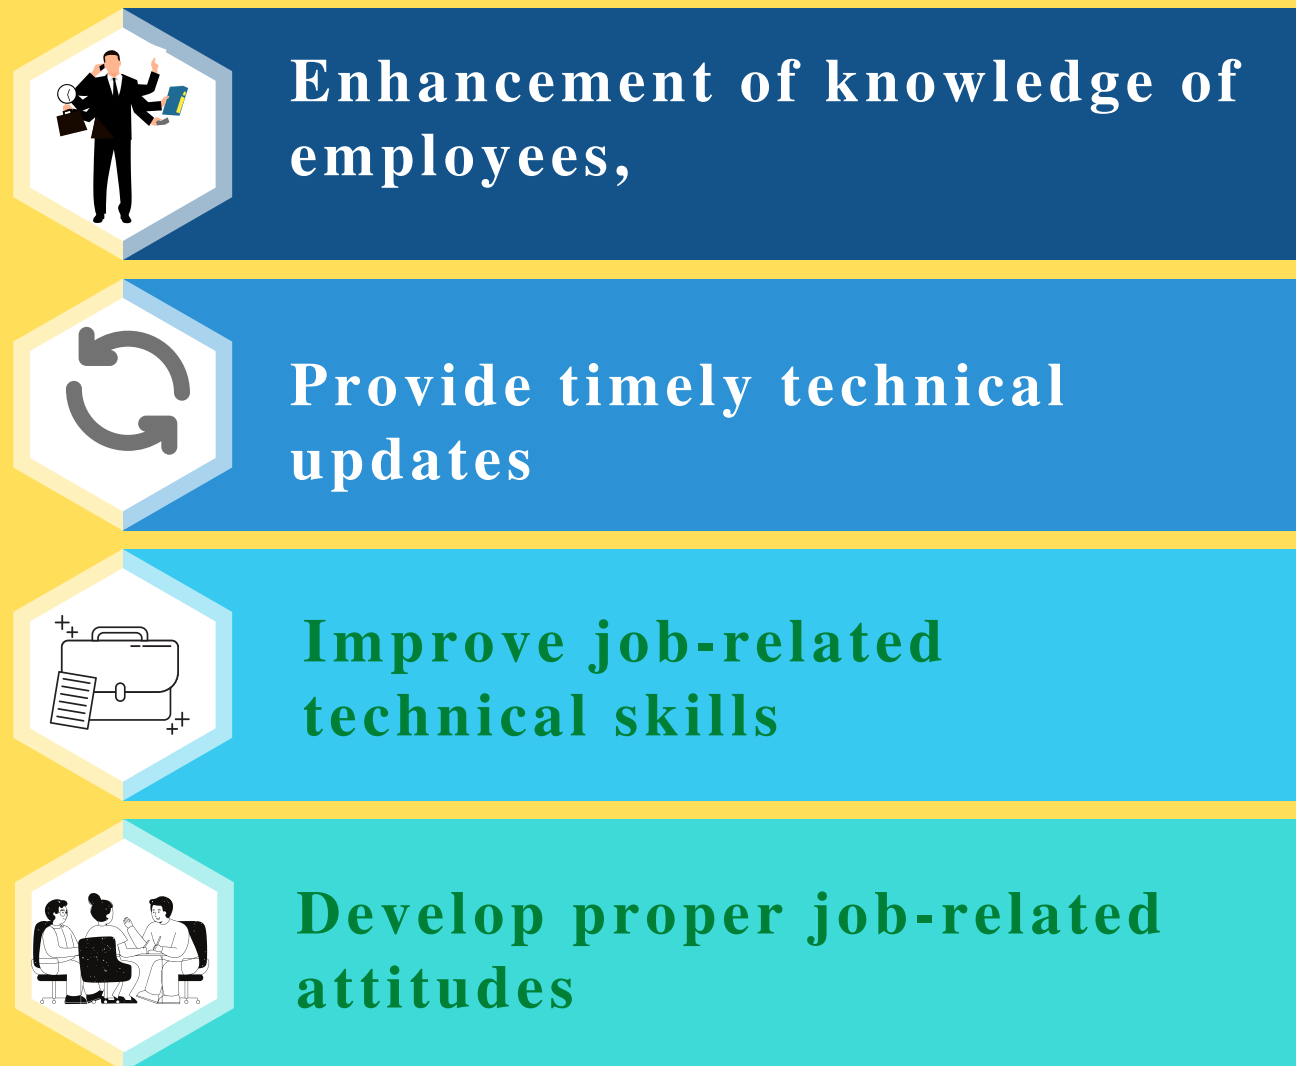 Enhancement of knowledge of
employees,
Provide timely technical
updates
Improve job-related
technical skills
Develop proper job-related
attitudes